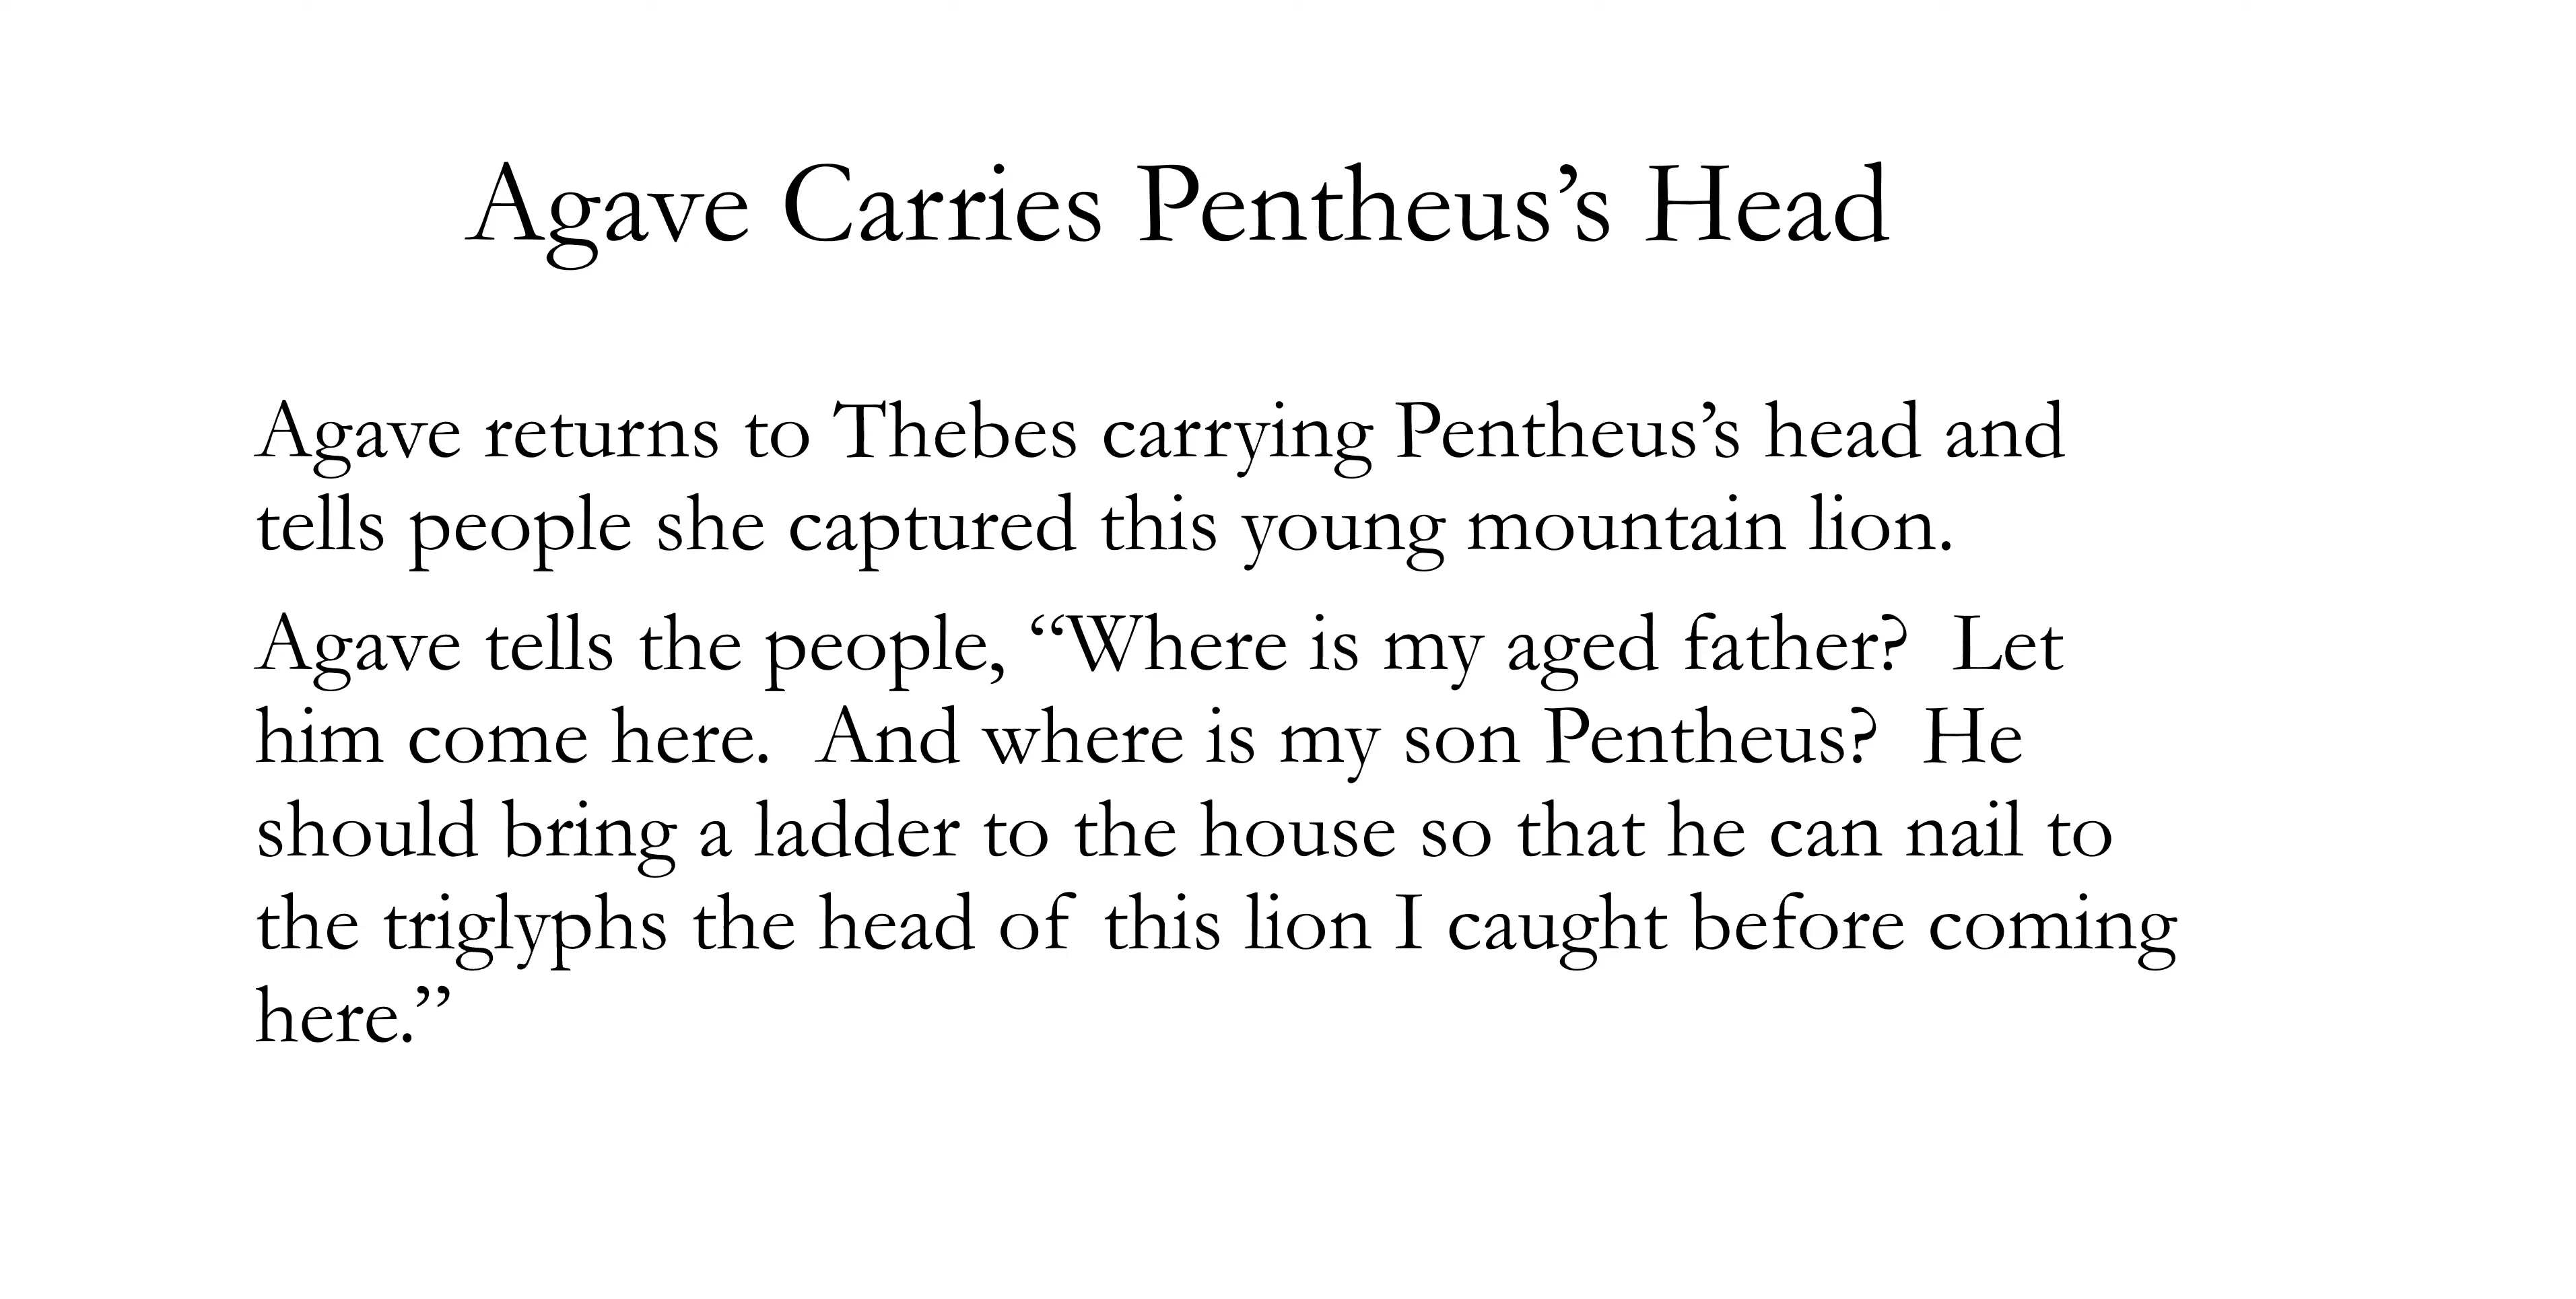 Agave Carries Pentheus’s Head
Agave returns to Thebes carrying Pentheus’s head and
tells people she captured this young mountain lion.
Agave tells the people, “Where is my aged father?  Let
him come here.  And where is my son Pentheus?  He
should bring a ladder to the house so that he can nail to
the triglyphs the head of this lion I caught before coming
here.”